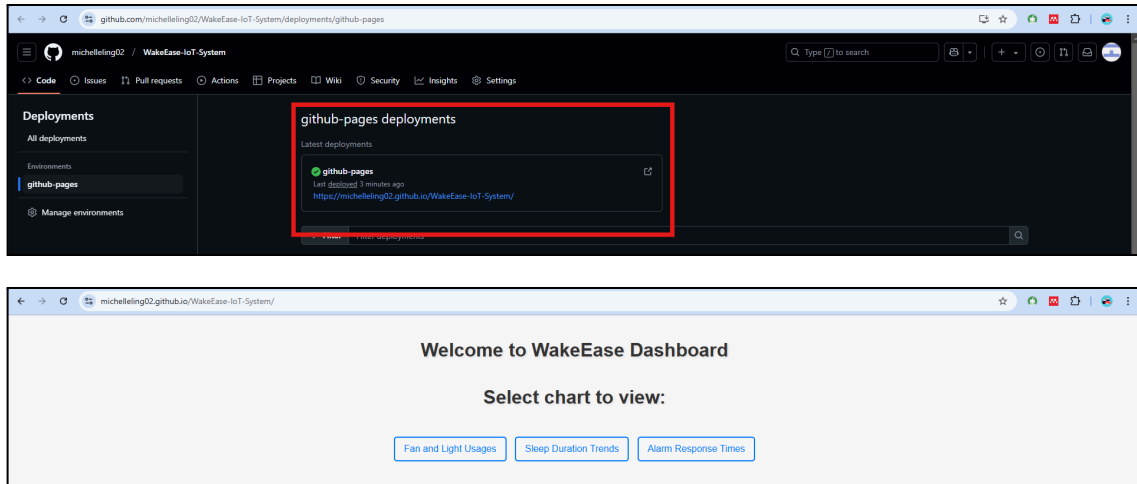 github.com/michelleling02/WakeEase-IoT-System/deployments/github-pages
michelleling02 / WakeEase-IoT-System
Type / to search
Code Issues Pull requests Actions Projects Wiki Security Insights Settings
Deployments
All deployments
Environments
github-pages
Manage environments
github-pages deployments
Latest deployments
github-pages
Last deployed 3 minutes ago
https://michelleling02.github.io/WakeEase-IoT-System/
Filter Filter deployments
michelleling02.github.io/WakeEase-IoT-System/
Welcome to WakeEase Dashboard
Select chart to view:
Fan and Light Usages Sleep Duration Trends Alarm Response Times